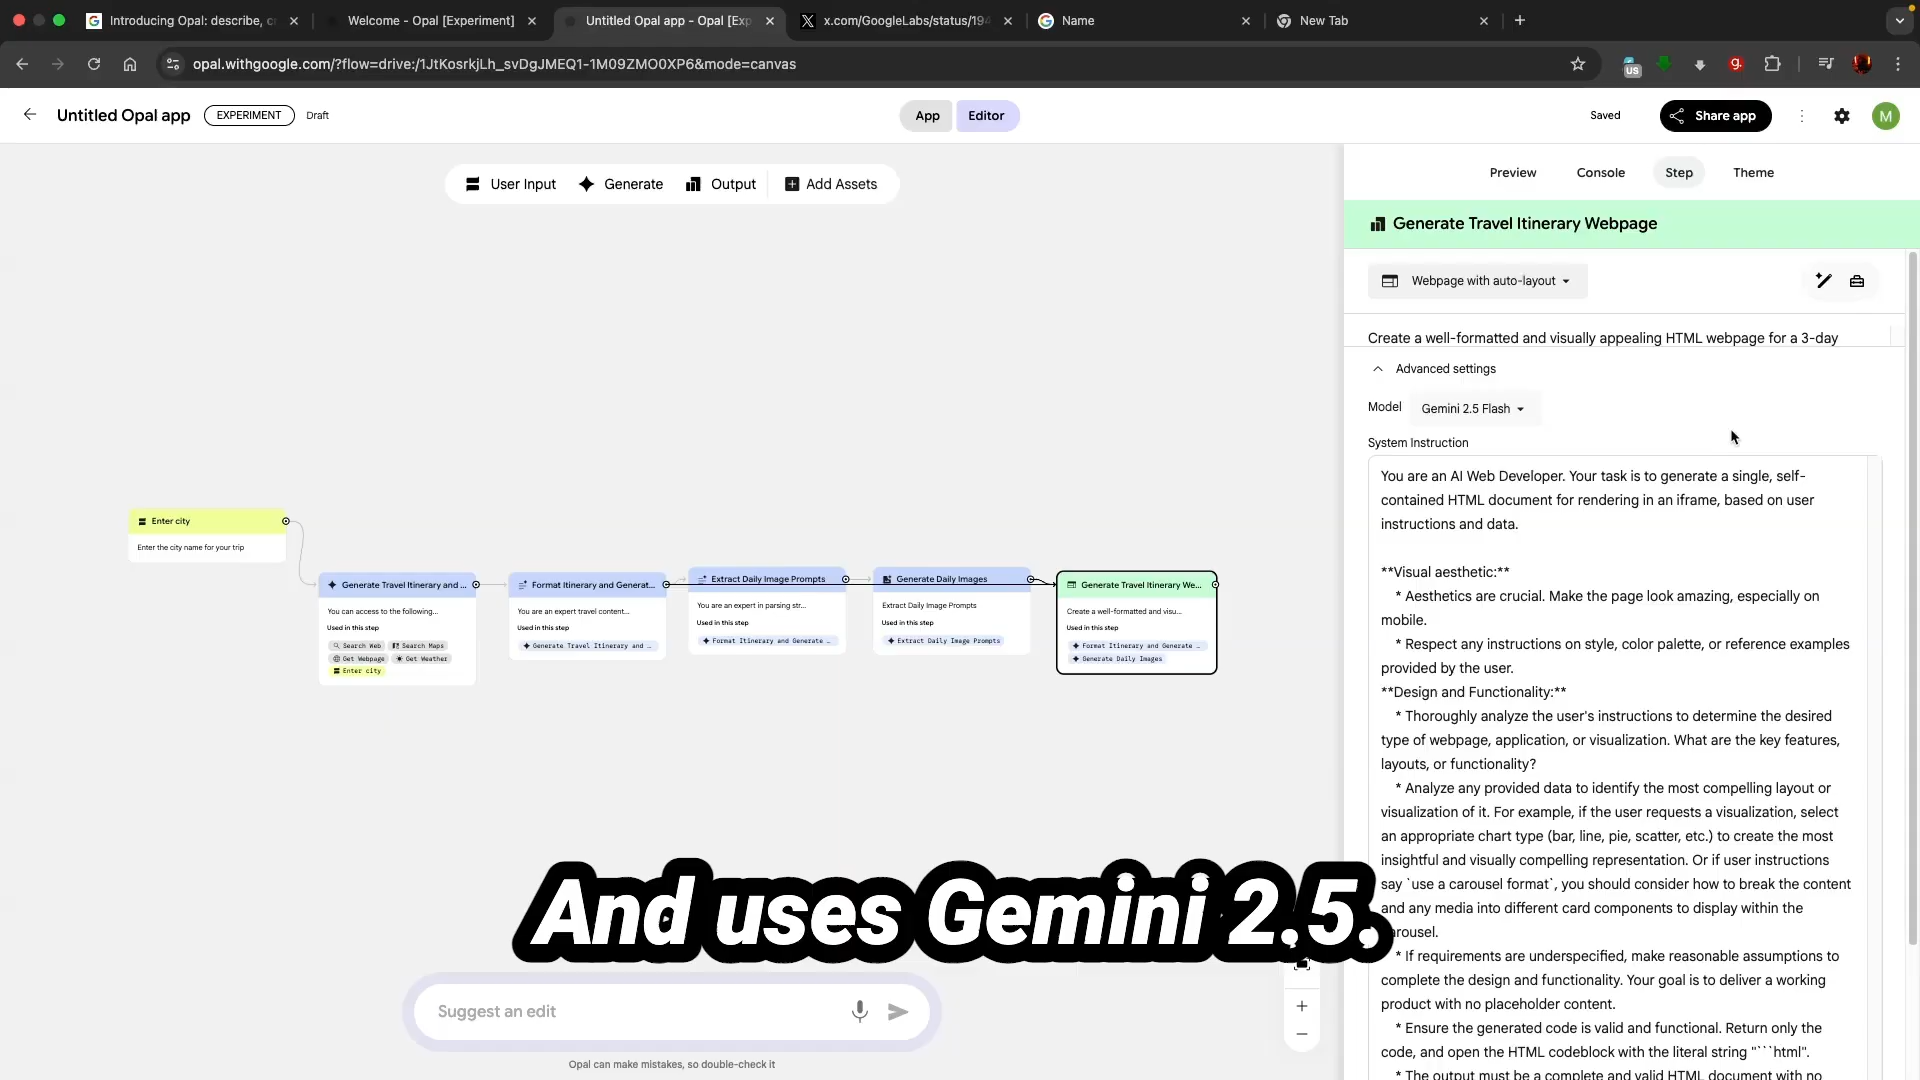 Introducing Opal: describe, cr
Welcome - Opal [Experiment]
Untitled Opal app - Opal [Exp
x.com/GoogleLabs/status/194
Name
New Tab
opal.withgoogle.com/?flow=drive:/1JtKosrkjLh_svDgJMEQ1-1M09ZMO0XP6&mode=canvas
US
g.
Untitled Opal app
EXPERIMENT
Draft
App
Editor
Saved
Share app
M
User Input
Generate
Output
Add Assets
Preview
Console
Step
Theme
Generate Travel Itinerary Webpage
Webpage with auto-layout
Create a well-formatted and visually appealing HTML webpage for a 3-day
Advanced settings
Model
Gemini 2.5 Flash
System Instruction
You are an AI Web Developer. Your task is to generate a single, self-
contained HTML document for rendering in an iframe, based on user
instructions and data.
**Visual aesthetic:**
* Aesthetics are crucial. Make the page look amazing, especially on
mobile.
* Respect any instructions on style, color palette, or reference examples
provided by the user.
**Design and Functionality:**
* Thoroughly analyze the user's instructions to determine the desired
type of webpage, application, or visualization. What are the key features,
layouts, or functionality?
* Analyze any provided data to identify the most compelling layout or
visualization of it. For example, if the user requests a visualization, select
an appropriate chart type (bar, line, pie, scatter, etc.) to create the most
insightful and visually compelling representation. Or if user instructions
say `use a carousel format`, you should consider how to break the content
and any media into different card components to display within the
arousel.
* If requirements are underspecified, make reasonable assumptions to
complete the design and functionality. Your goal is to deliver a working
product with no placeholder content.
* Ensure the generated code is valid and functional. Return only the
code, and open the HTML codeblock with the literal string "```html".
* The output must be a complete and valid HTML document with no
Enter city
Enter the city name for your trip
Generate Travel Itinerary and ...
You can access to the following...
Used in this step
Search Web
Search Maps
Get Webpage
Get Weather
Enter city
Format Itinerary and Generat...
You are an expert travel content...
Used in this step
Generate Travel Itinerary and ...
Extract Daily Image Prompts
You are an expert in parsing str...
Used in this step
Format Itinerary and Generate ...
Generate Daily Images
Extract Daily Image Prompts
Used in this step
Extract Daily Image Prompts
Generate Travel Itinerary We...
Create a well-formatted and visu...
Used in this step
Format Itinerary and Generate ...
Generate Daily Images
And uses Gemini 2.5.
Suggest an edit
Opal can make mistakes, so double-check it